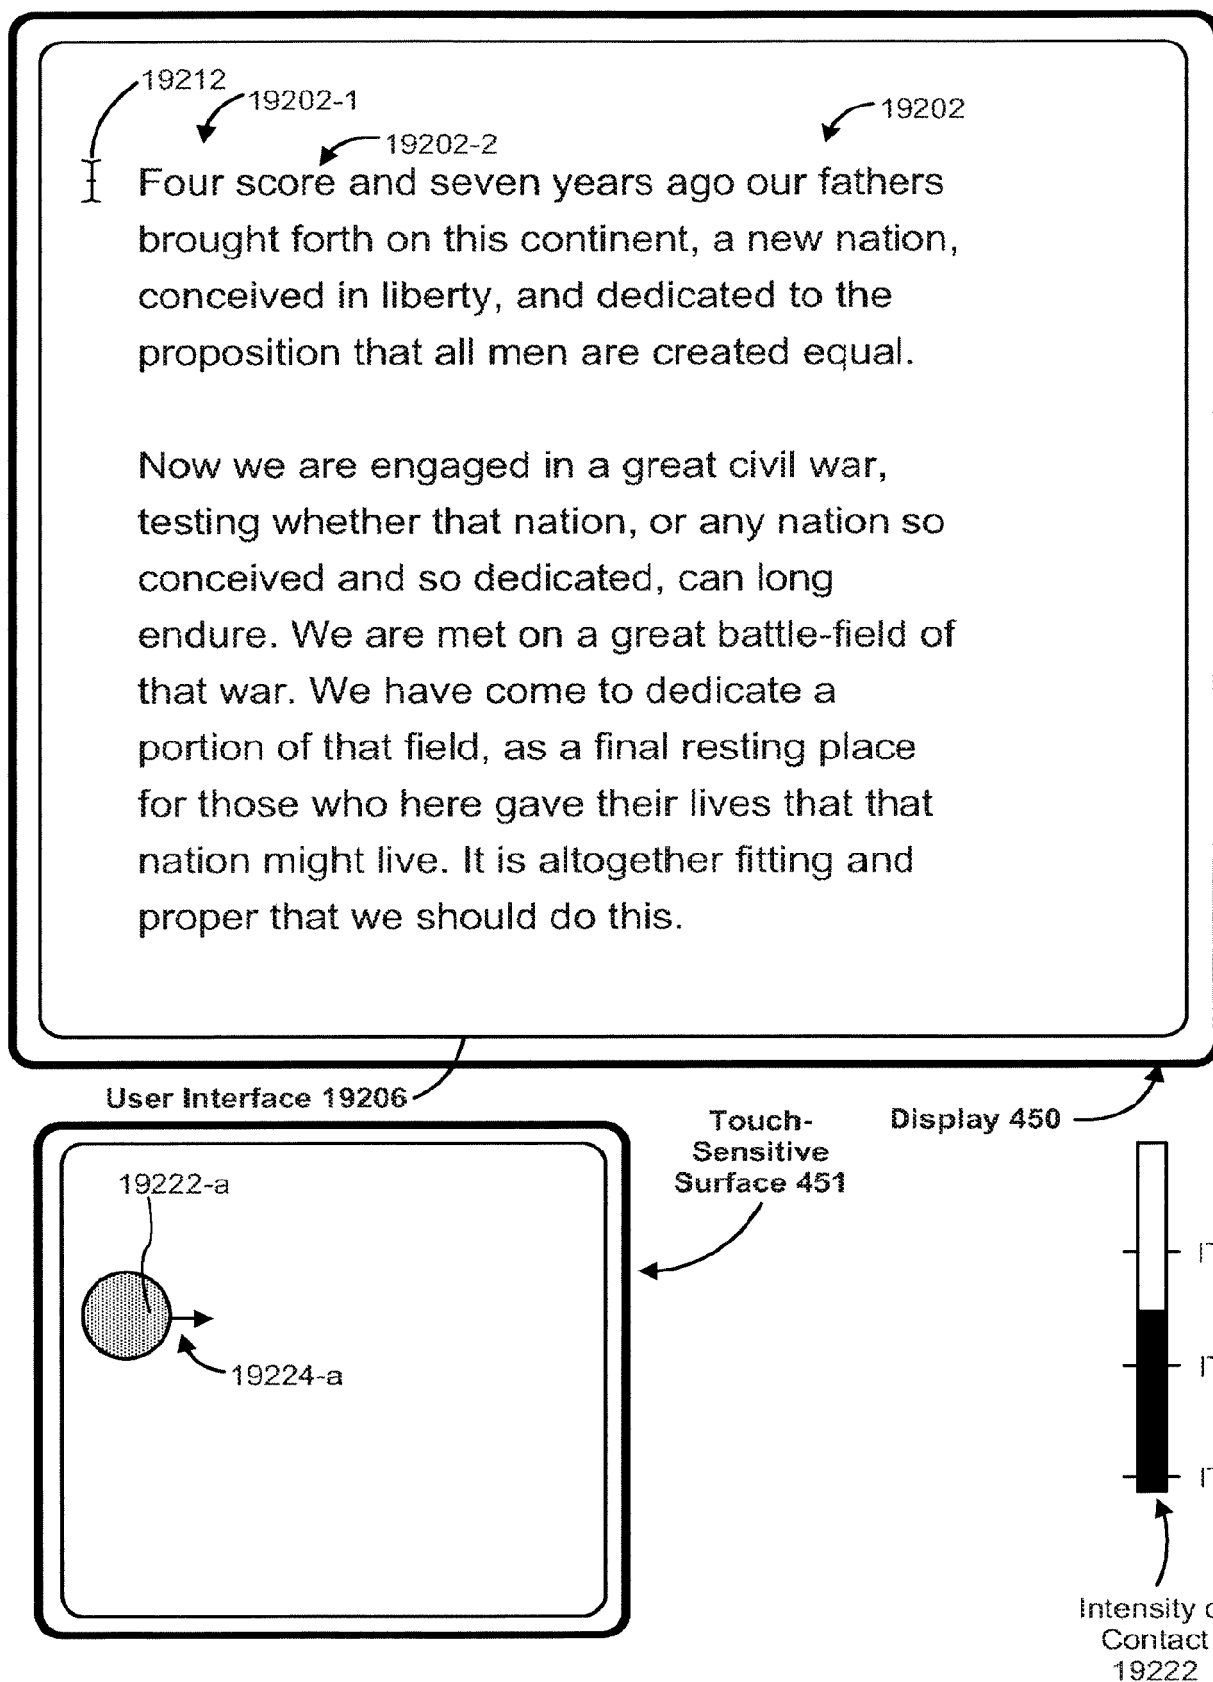 19212
19202-1
19202
19202-2
Four score and seven years ago our fathers
brought forth on this continent, a new nation,
conceived in liberty, and dedicated to the
proposition that all men are created equal.
Now we are engaged in a great civil war,
testing whether that nation, or any nation so
conceived and so dedicated, can long
endure. We are met on a great battle-field of
that war. We have come to dedicate a
portion of that field, as a final resting place
for those who here gave their lives that that
nation might live. It is altogether fitting and
proper that we should do this.
User Interface 19206
Touch-
Sensitive
Surface 451
Display 450
19222-a
19224-a
Intensity
Contact
19222